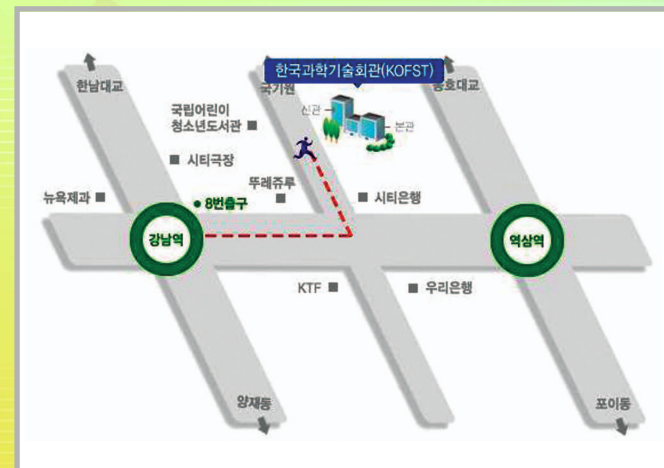 한국과학기술회관(KOFST)
한남대교
국기원
동호대교
신관
본관
국립어린이
청소년도서관
시티극장
뚜레쥬루
뉴욕제과
8번출구
시티은행
강남역
역삼역
KTF
우리은행
양재동
포이동